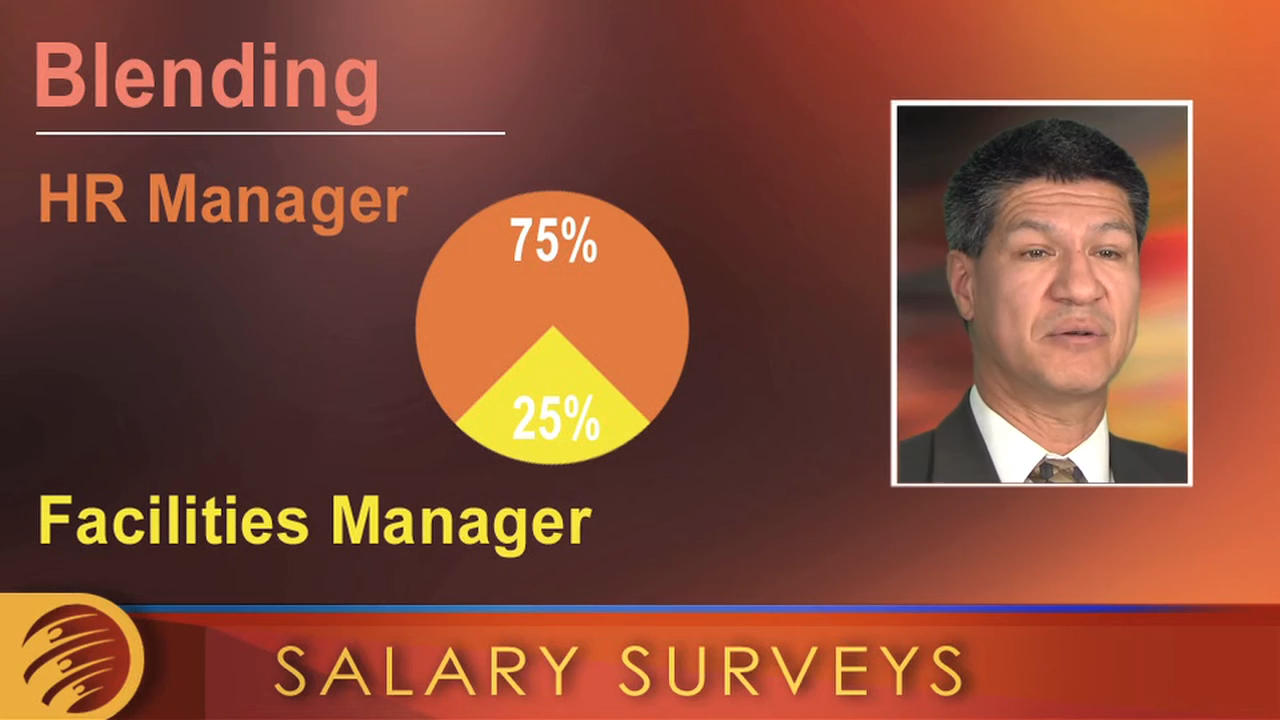 Blending
HR Manager
75%
25%
Facilities Manager
SALARY SURVEYS